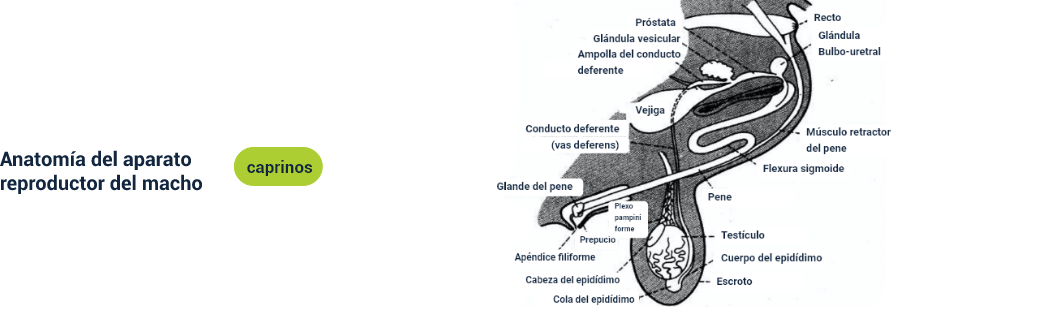 Anatomía del aparato
reproductor del macho
caprinos
Próstata
Glándula vesicular
Ampolla del conducto
deferente
Vejiga
Conducto deferente
(vas deferens)
Glande del pene
Plexo
pampini
forme
Prepucio
Apéndice filiforme
Cabeza del epidídimo
Cola del epidídimo
Recto
Glándula
Bulbo-uretral
Músculo retractor
del pene
Flexura sigmoide
Pene
Testículo
Cuerpo del epidídimo
Escroto